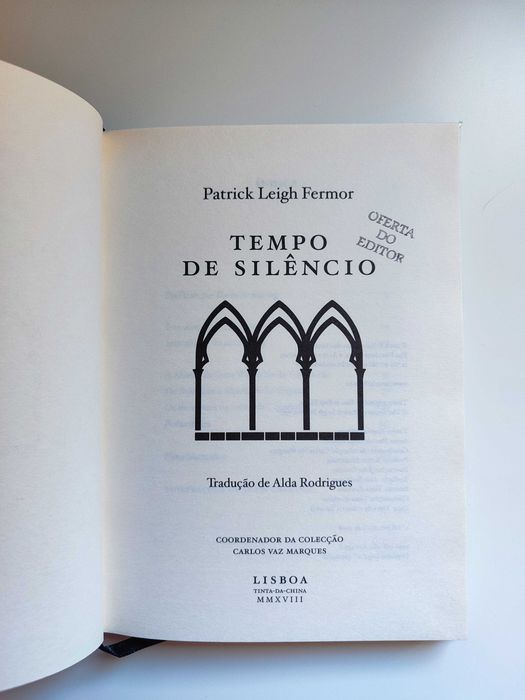 Patrick Leigh Fermor
OFERTA
DO
EDITOR
TEMPO
DE SILÊNCIO
Tradução de Alda Rodrigues
COORDENADOR DA COLECÇÃO
CARLOS VAZ MARQUES
LISBOA
TINTA-DA-CHINA
MMXVIII